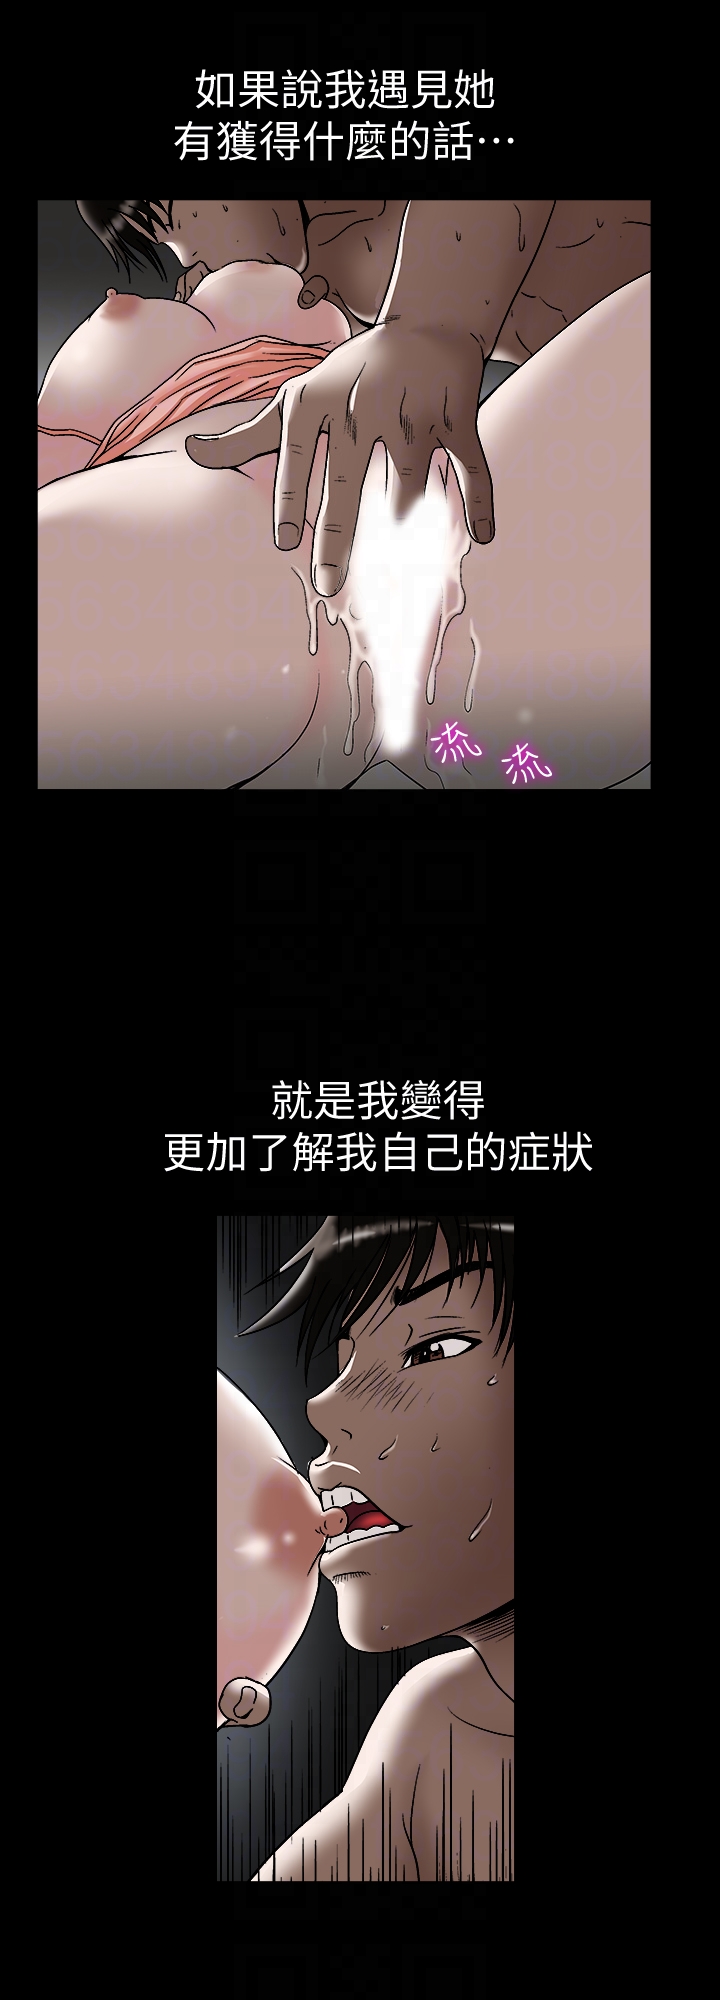 如果說我遇見她
有獲得什麼的話⋯
流
流
就是我變得
更加了解我自己的症狀